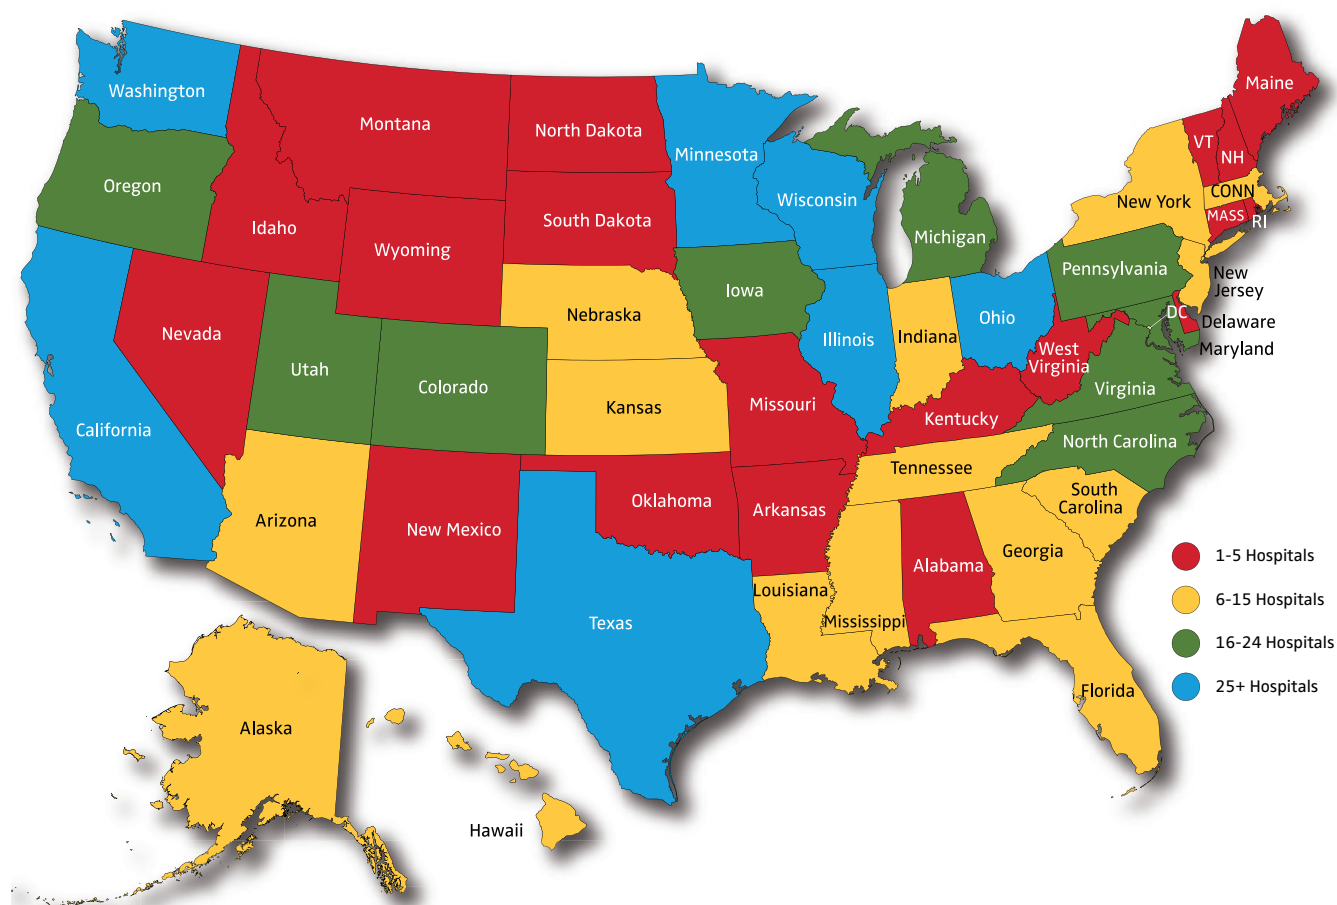 Washington
Montana
North Dakota
Minnesota
Maine
VT
NH
Oregon
Idaho
Wyoming
South Dakota
Wisconsin
Michigan
New York
CONN
MASS
RI
Nevada
Utah
Colorado
Nebraska
Iowa
Illinois
Indiana
Ohio
Pennsylvania
New
Jersey
DC
Delaware
Maryland
West
Virginia
Virginia
California
Kansas
Missouri
Kentucky
North Carolina
Tennessee
South
Carolina
Arizona
New Mexico
Oklahoma
Arkansas
Georgia
Alabama
Louisiana
Mississippi
Texas
Florida
Alaska
Hawaii
1-5 Hospitals
6-15 Hospitals
16-24 Hospitals
25+ Hospitals